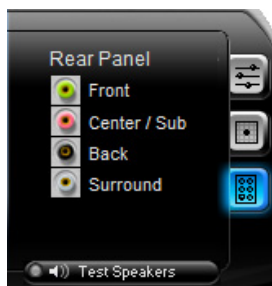 Rear Panel
Front
Center / Sub
Back
Surround
Test Speakers